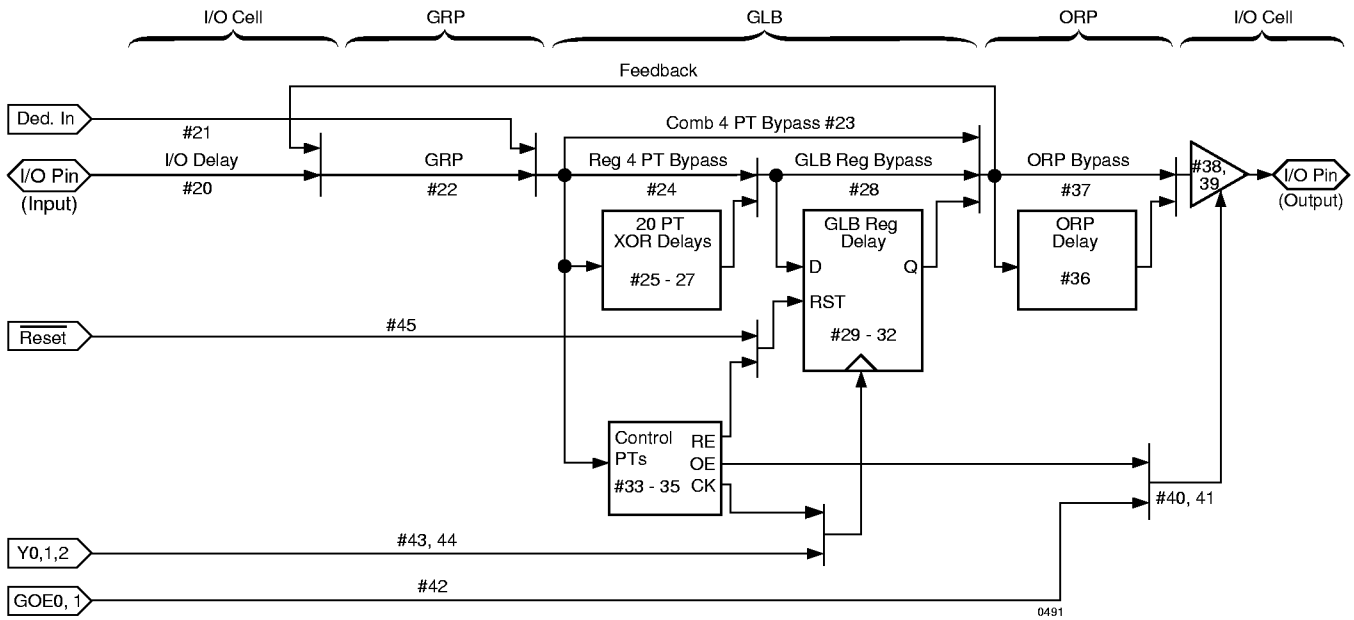 I/O Cell
GRP
GLB
ORP
I/O Cell
Feedback
Ded. In
#21
Comb 4 PT Bypass #23
I/O Pin
(Input)
I/O Delay
#20
GRP
#22
Reg 4 PT Bypass
#24
GLB Reg Bypass
#28
ORP Bypass
#37
#38,
39
I/O Pin
(Output)
20 PT
XOR Delays
#25 - 27
GLB Reg
Delay
D
Q
RST
#29 - 32
ORP
Delay
#36
Reset
#45
Control
PTs
#33 - 35
RE
OE
CK
#40, 41
Y0,1,2
#43, 44
GOE0, 1
#42
0491